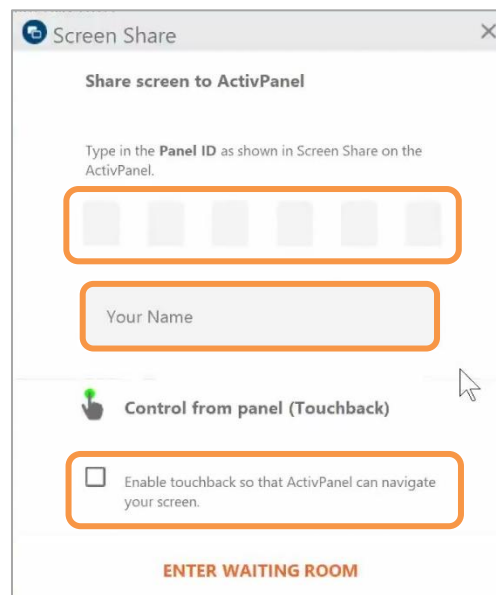 Screen Share
Share screen to ActivPanel
Type in the Panel ID as shown in Screen Share on the
ActivPanel.
Your Name
Control from panel (Touchback)
Enable touchback so that ActivPanel can navigate
your screen.
ENTER WAITING ROOM